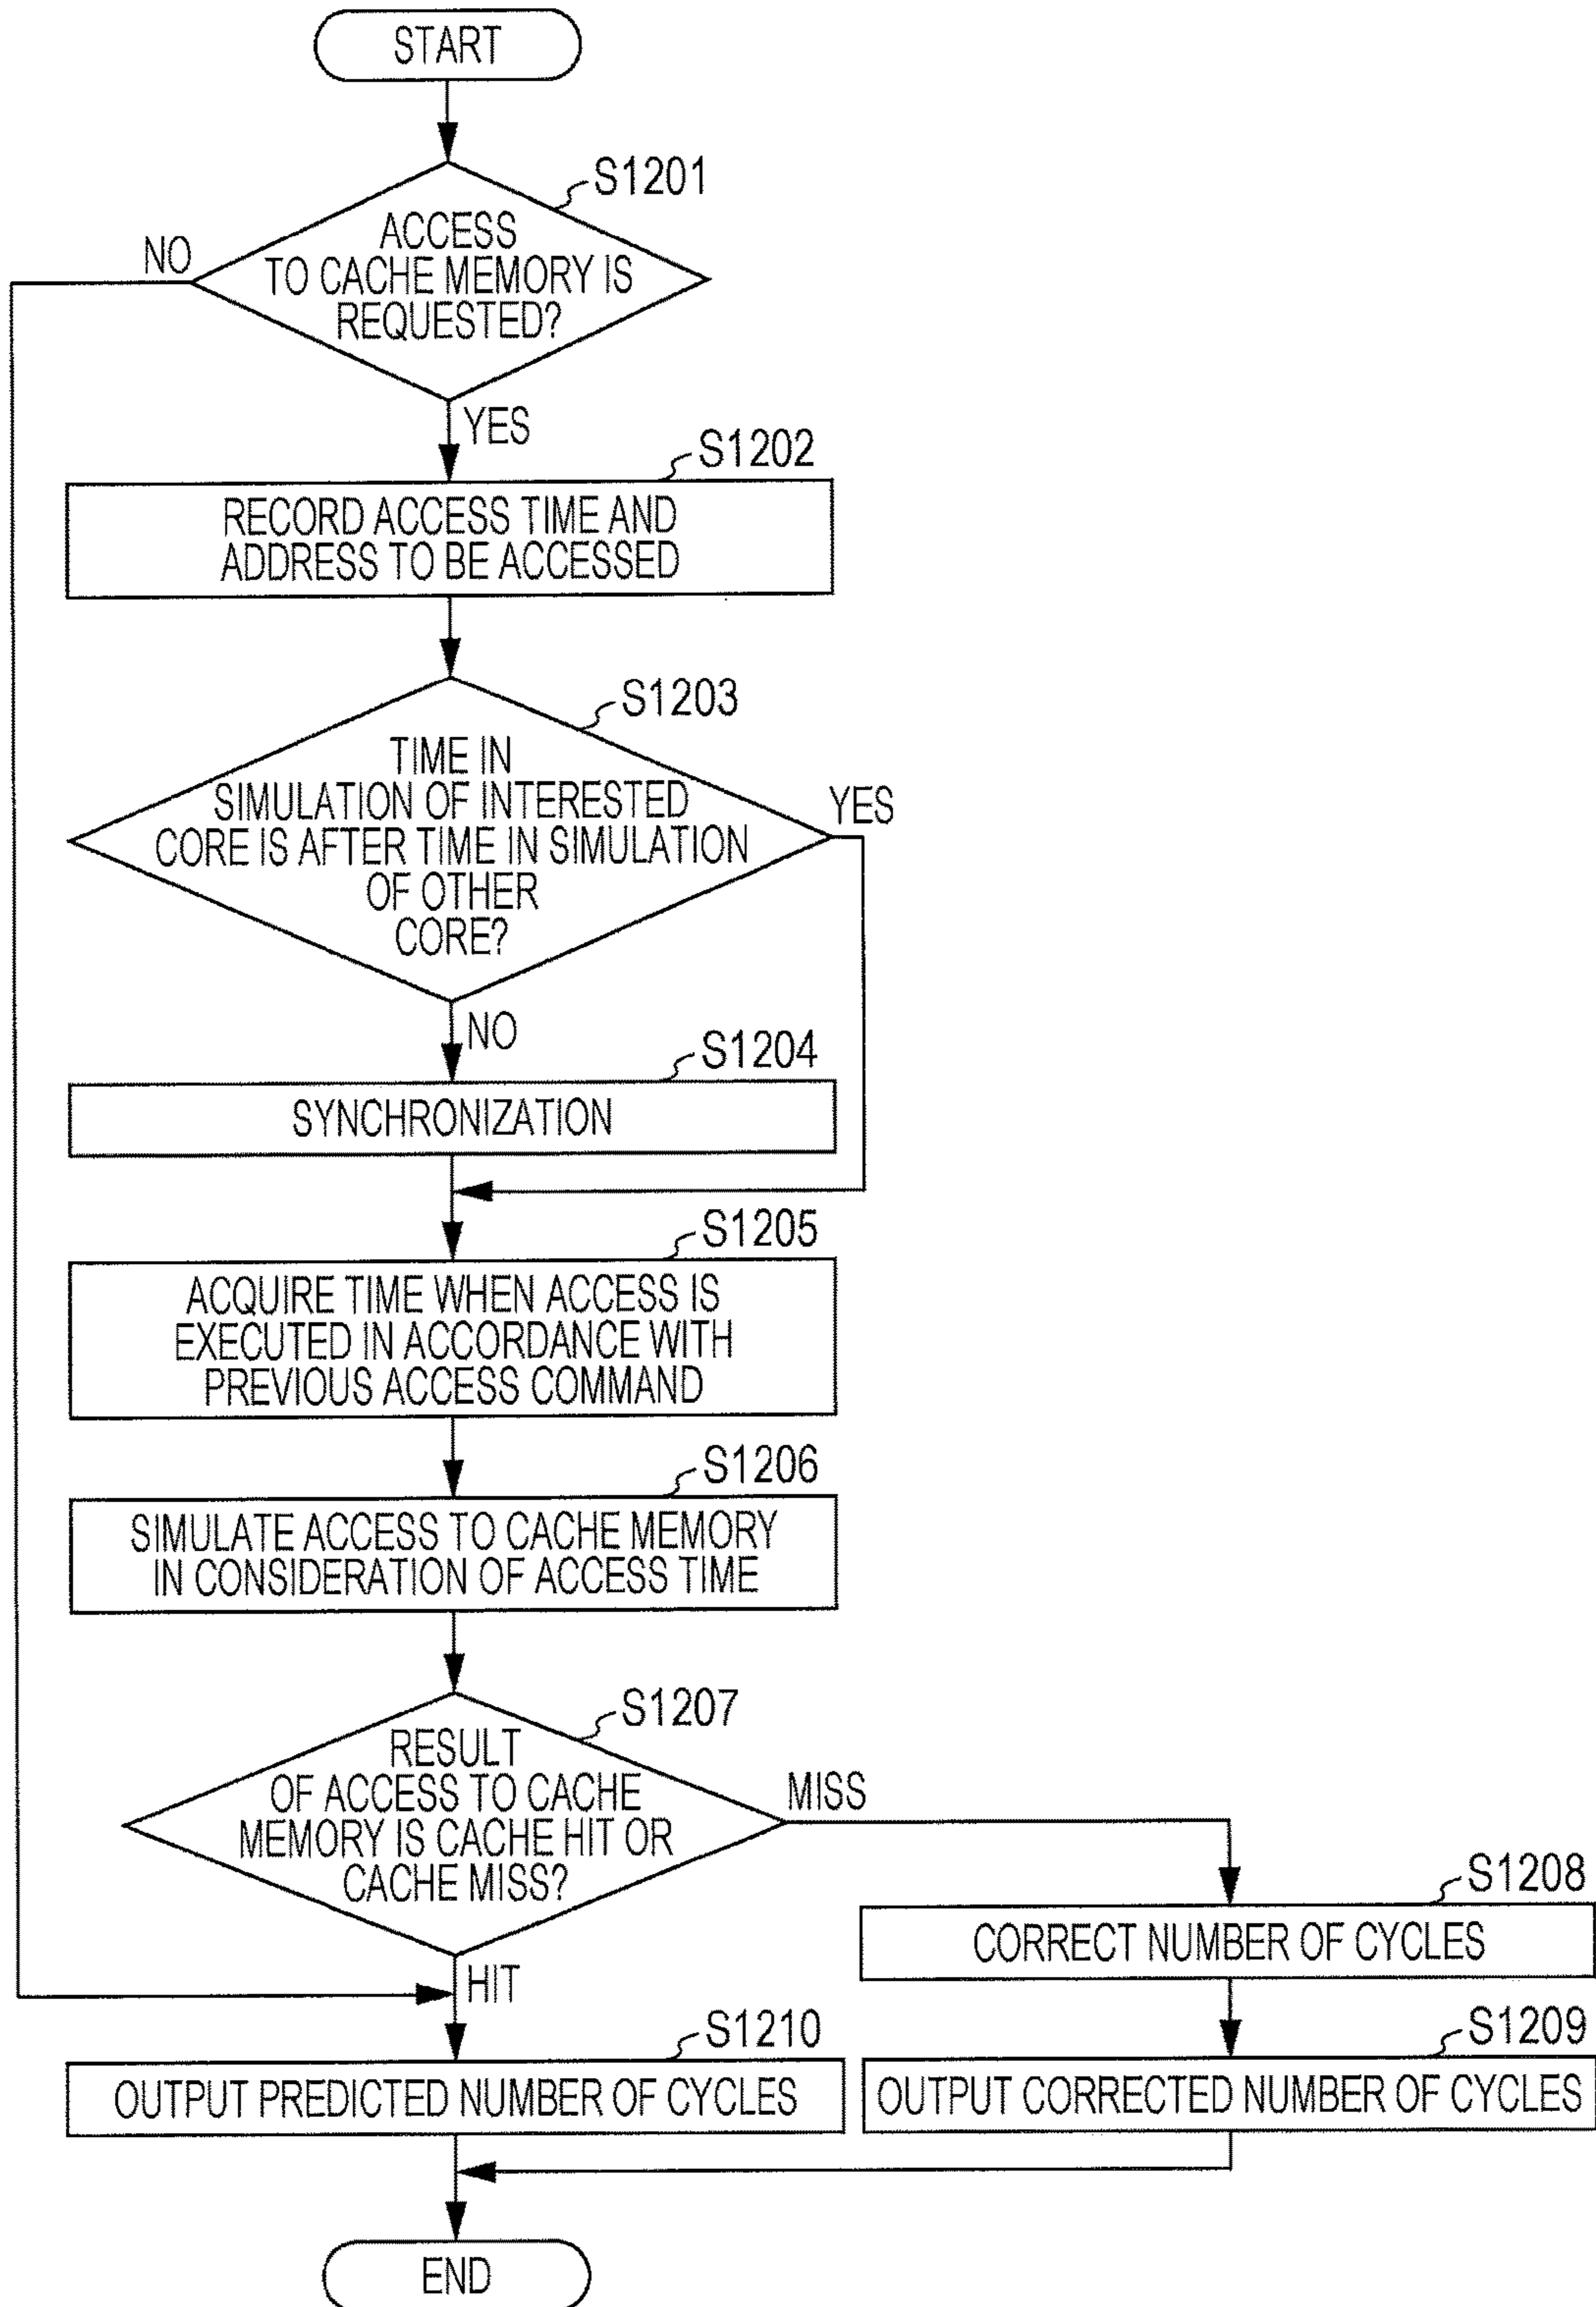 START
S1201
ACCESS
TO CACHE MEMORY IS
REQUESTED?
NO
YES
S1202
RECORD ACCESS TIME AND
ADDRESS TO BE ACCESSED
S1203
TIME IN
SIMULATION OF INTERESTED
CORE IS AFTER TIME IN SIMULATION
OF OTHER
CORE?
YES
NO
S1204
SYNCHRONIZATION
S1205
ACQUIRE TIME WHEN ACCESS IS
EXECUTED IN ACCORDANCE WITH
PREVIOUS ACCESS COMMAND
S1206
SIMULATE ACCESS TO CACHE MEMORY
IN CONSIDERATION OF ACCESS TIME
S1207
RESULT
OF ACCESS TO CACHE
MEMORY IS CACHE HIT OR
CACHE MISS?
MISS
HIT
S1208
CORRECT NUMBER OF CYCLES
S1210
OUTPUT PREDICTED NUMBER OF CYCLES
S1209
OUTPUT CORRECTED NUMBER OF CYCLES
END